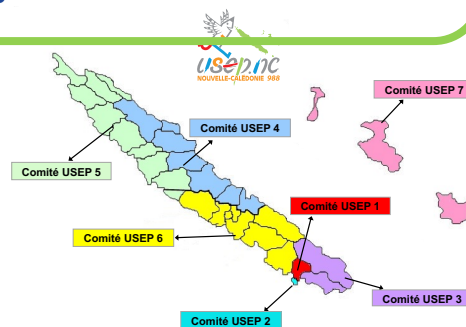 usep.nc
NOUVELLE-CALÉDONIE 988
Comité USEP 7
Comité USEP 4
Comité USEP 5
Comité USEP 1
Comité USEP 6
Comité USEP 3
Comité USEP 2